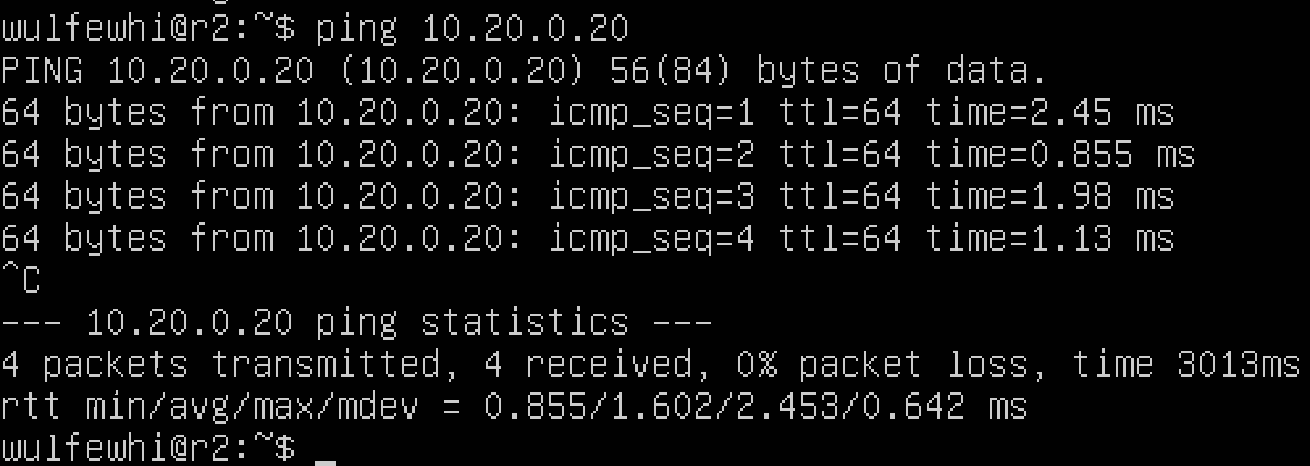 wulfewhi@r2:~$ ping 10.20.0.20
PING 10.20.0.20 (10.20.0.20) 56(84) bytes of data.
64 bytes from 10.20.0.20: icmp_seq=1 ttl=64 time=2.45 ms
64 bytes from 10.20.0.20: icmp_seq=2 ttl=64 time=0.855 ms
64 bytes from 10.20.0.20: icmp_seq=3 ttl=64 time=1.98 ms
64 bytes from 10.20.0.20: icmp_seq=4 ttl=64 time=1.13 ms
^C
--- 10.20.0.20 ping statistics ---
4 packets transmitted, 4 received, 0% packet loss, time 3013ms
rtt min/avg/max/mdev = 0.855/1.602/2.453/0.642 ms
wulfewhi@r2:~$